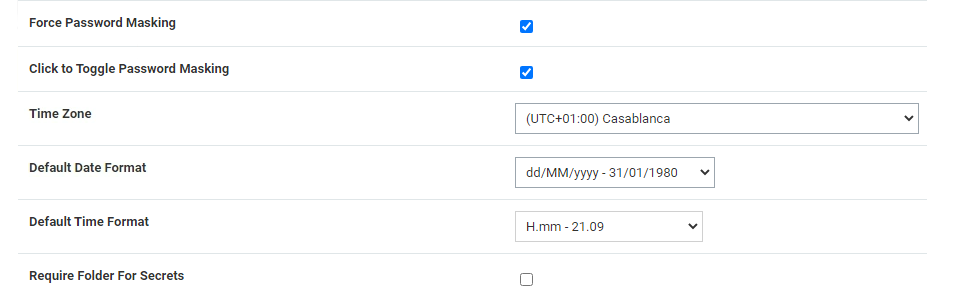 Force Password Masking
Click to Toggle Password Masking
Time Zone
(UTC+01:00) Casablanca
Default Date Format
dd/MM/yyyy - 31/01/1980
Default Time Format
H.mm - 21.09
Require Folder For Secrets